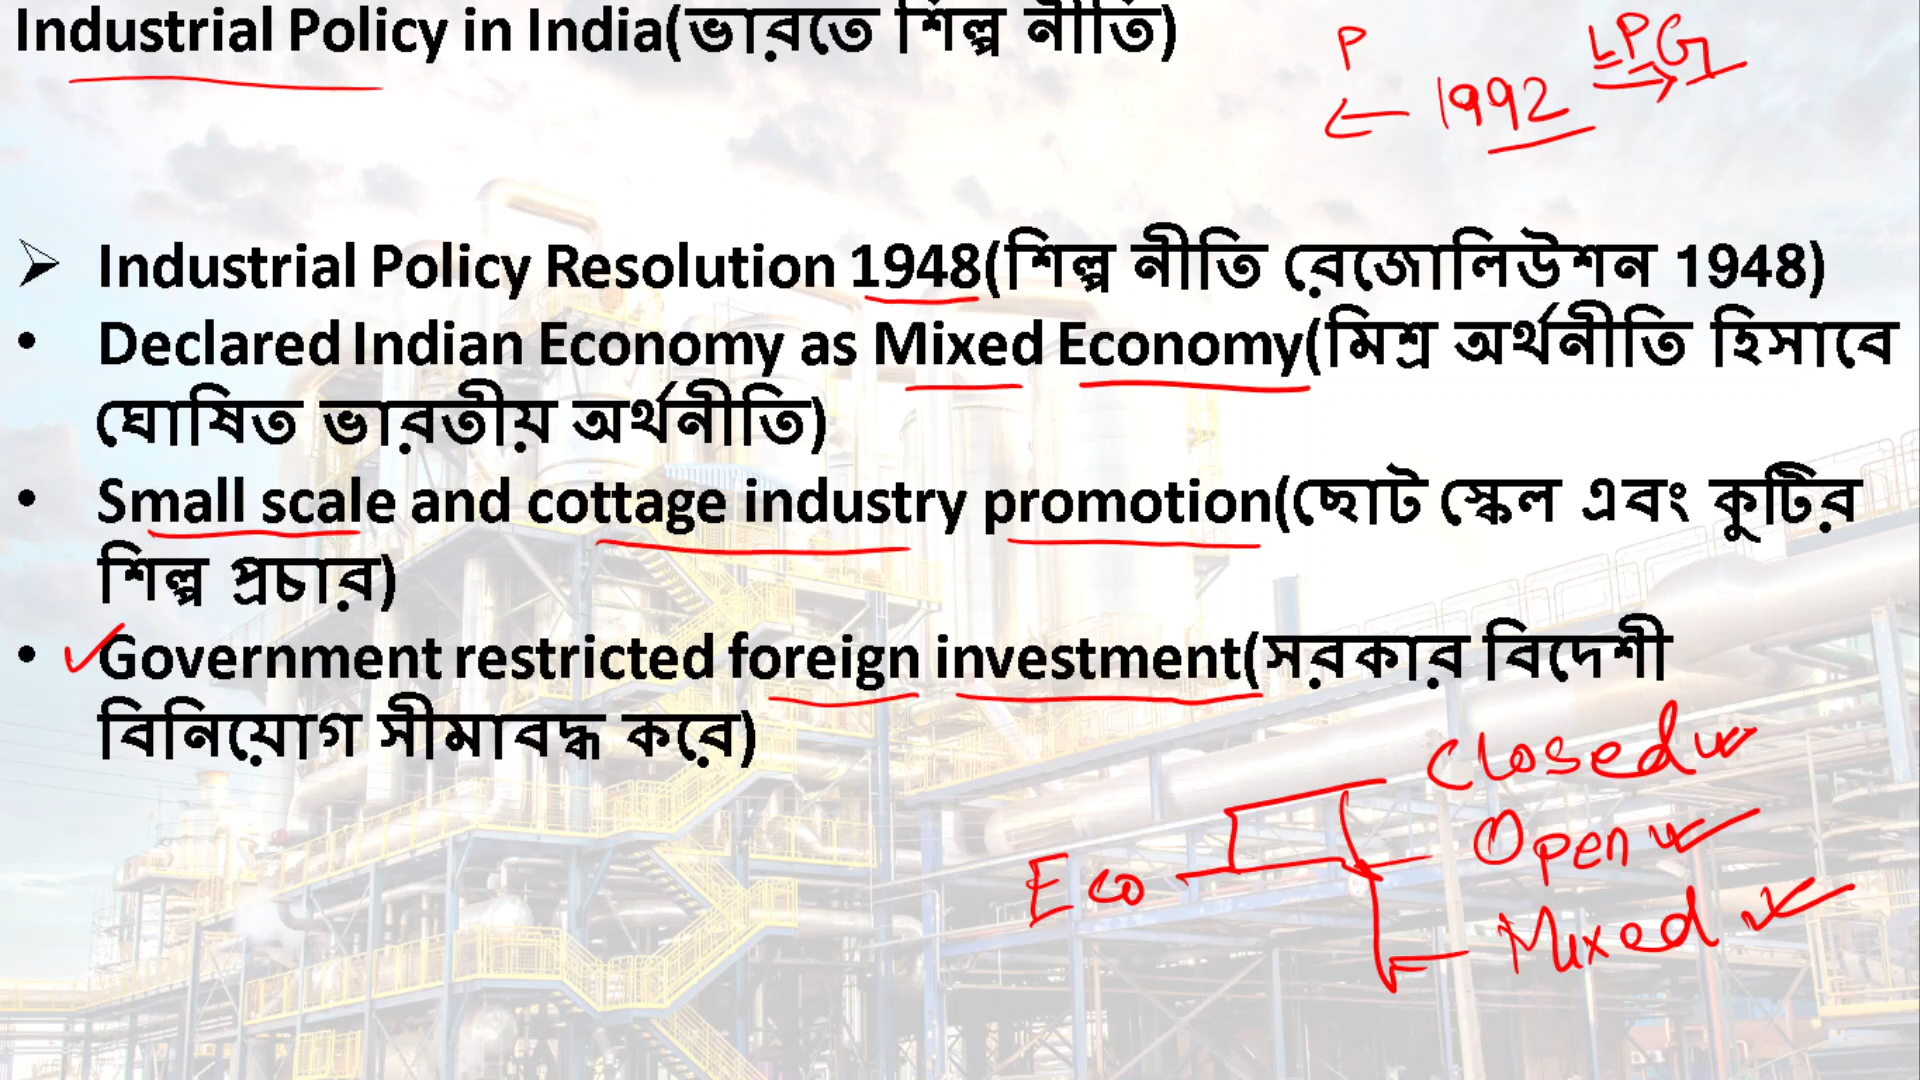 Industrial Policy in India(ভারতে শিল্প নীতি)
P
LPG
1992
➢ Industrial Policy Resolution 1948(শিল্প নীতি রেজোলিউশন 1948)
• Declared Indian Economy as Mixed Economy(মিশ্র অর্থনীতি হিসাবে
ঘোষিত ভারতীয় অর্থনীতি)
• Small scale and cottage industry promotion(ছোট স্কেল এবং কুটির
শিল্প প্রচার)
• Government restricted foreign investment(সরকার বিদেশী
বিনিয়োগ সীমাবদ্ধ করে)
Closed
Open
Eco
Mixed